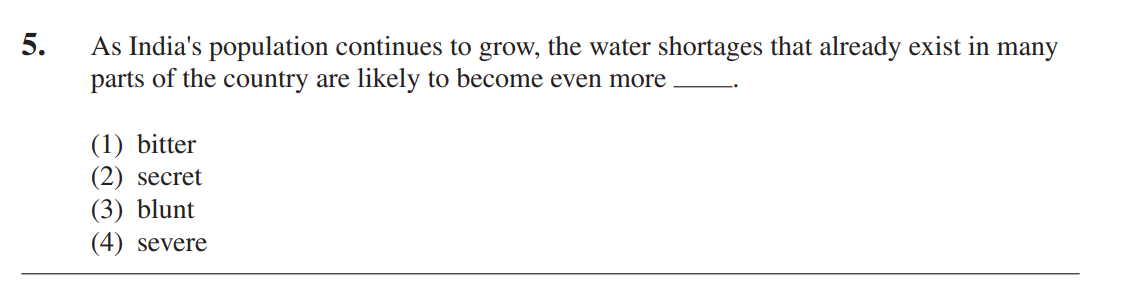 5. As India's population continues to grow, the water shortages that already exist in many
parts of the country are likely to become even more _____.
(1) bitter
(2) secret
(3) blunt
(4) severe